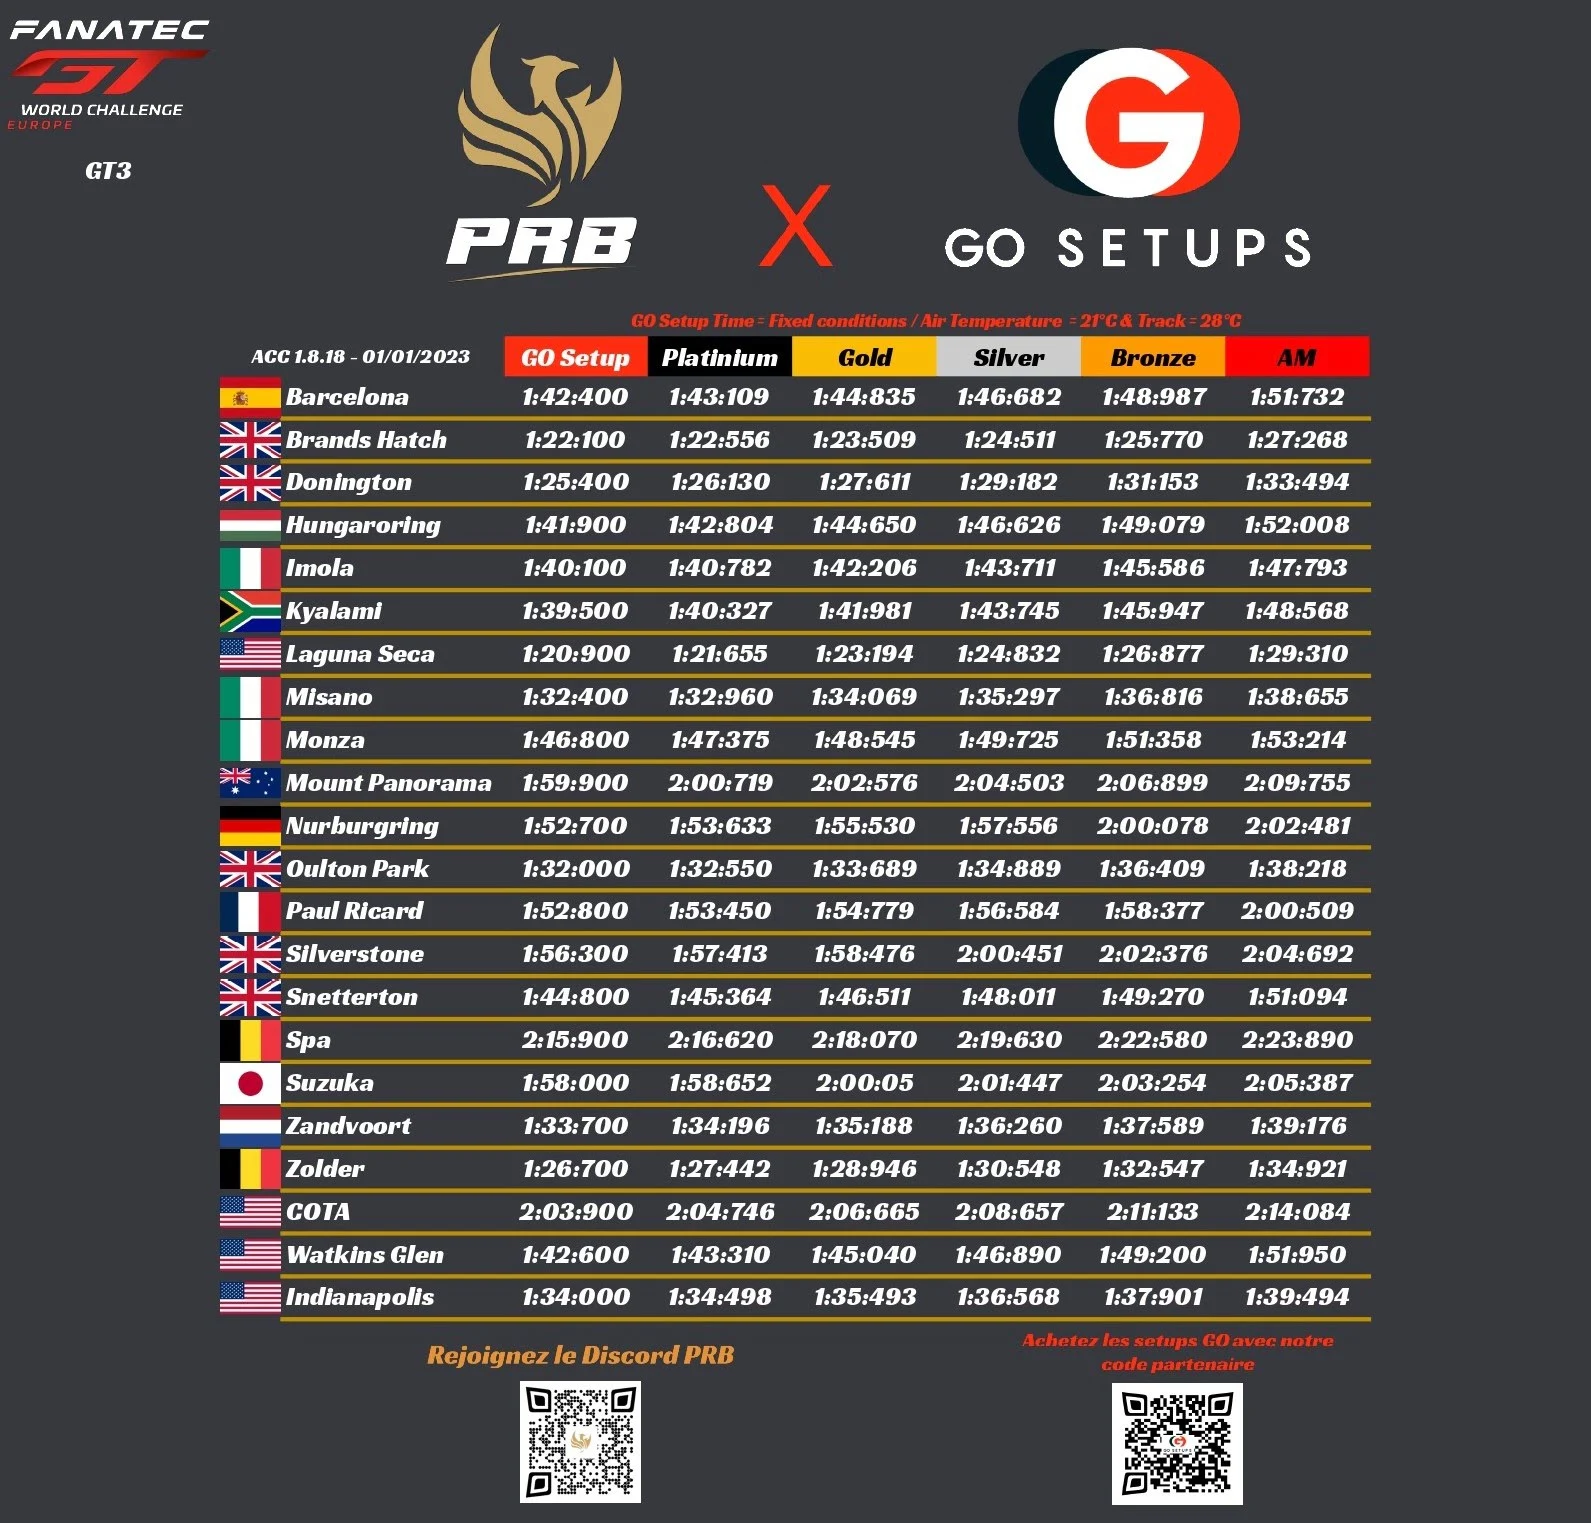 FANATEC
GT
WORLD CHALLENGE
EUROPE
GT3
PRB
X
G
GO SETUPS
GO Setup Time = Fixed conditions / Air Temperature = 21°C & Track = 28°C
ACC 1.8.18 - 01/01/2023 GO Setup Platinium Gold Silver Bronze AM
Barcelona 1:42:400 1:43:109 1:44:835 1:46:682 1:48:987 1:51:732
Brands Hatch 1:22:100 1:22:556 1:23:509 1:24:511 1:25:770 1:27:268
Donington 1:25:400 1:26:130 1:27:611 1:29:182 1:31:153 1:33:494
Hungaroring 1:41:900 1:42:804 1:44:650 1:46:626 1:49:079 1:52:008
Imola 1:40:100 1:40:782 1:42:206 1:43:711 1:45:586 1:47:793
Kyalami 1:39:500 1:40:327 1:41:981 1:43:745 1:45:947 1:48:568
Laguna Seca 1:20:900 1:21:655 1:23:194 1:24:832 1:26:877 1:29:310
Misano 1:32:400 1:32:960 1:34:069 1:35:297 1:36:816 1:38:655
Monza 1:46:800 1:47:375 1:48:545 1:49:725 1:51:358 1:53:214
Mount Panorama 1:59:900 2:00:719 2:02:576 2:04:503 2:06:899 2:09:755
Nurburgring 1:52:700 1:53:633 1:55:530 1:57:556 2:00:078 2:02:481
Oulton Park 1:32:000 1:32:550 1:33:689 1:34:889 1:36:409 1:38:218
Paul Ricard 1:52:800 1:53:450 1:54:779 1:56:584 1:58:377 2:00:509
Silverstone 1:56:300 1:57:413 1:58:476 2:00:451 2:02:376 2:04:692
Snetterton 1:44:800 1:45:364 1:46:511 1:48:011 1:49:270 1:51:094
Spa 2:15:900 2:16:620 2:18:070 2:19:630 2:22:580 2:23:890
Suzuka 1:58:000 1:58:652 2:00:05 2:01:447 2:03:254 2:05:387
Zandvoort 1:33:700 1:34:196 1:35:188 1:36:260 1:37:589 1:39:176
Zolder 1:26:700 1:27:442 1:28:946 1:30:548 1:32:547 1:34:921
COTA 2:03:900 2:04:746 2:06:665 2:08:657 2:11:133 2:14:084
Watkins Glen 1:42:600 1:43:310 1:45:040 1:46:890 1:49:200 1:51:950
Indianapolis 1:34:000 1:34:498 1:35:493 1:36:568 1:37:901 1:39:494
Rejoignez le Discord PRB
Achetez les setups GO avec notre
code partenaire
G
GO SETUPS